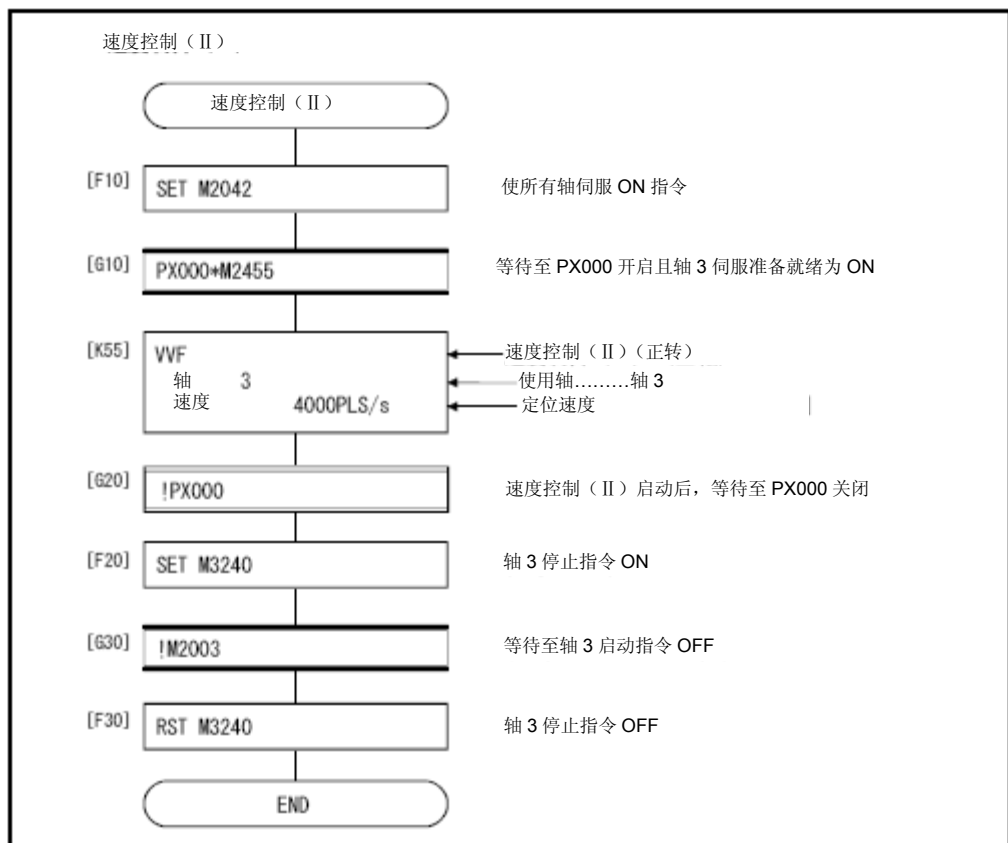 速度控制（Ⅱ）
速度控制（Ⅱ）
[F10] SET M2042 使所有轴伺服 ON 指令
[G10] PX000*M2455 等待至 PX000 开启且轴 3 伺服准备就绪为 ON
[K55] VVF 速度控制（Ⅱ）（正转）
轴 3 使用轴………轴 3
速度 4000PLS/s 定位速度
[G20] !PX000 速度控制（Ⅱ）启动后，等待至 PX000 关闭
[F20] SET M3240 轴 3 停止指令 ON
[G30] !M2003 等待至轴 3 启动指令 OFF
[F30] RST M3240 轴 3 停止指令 OFF
END